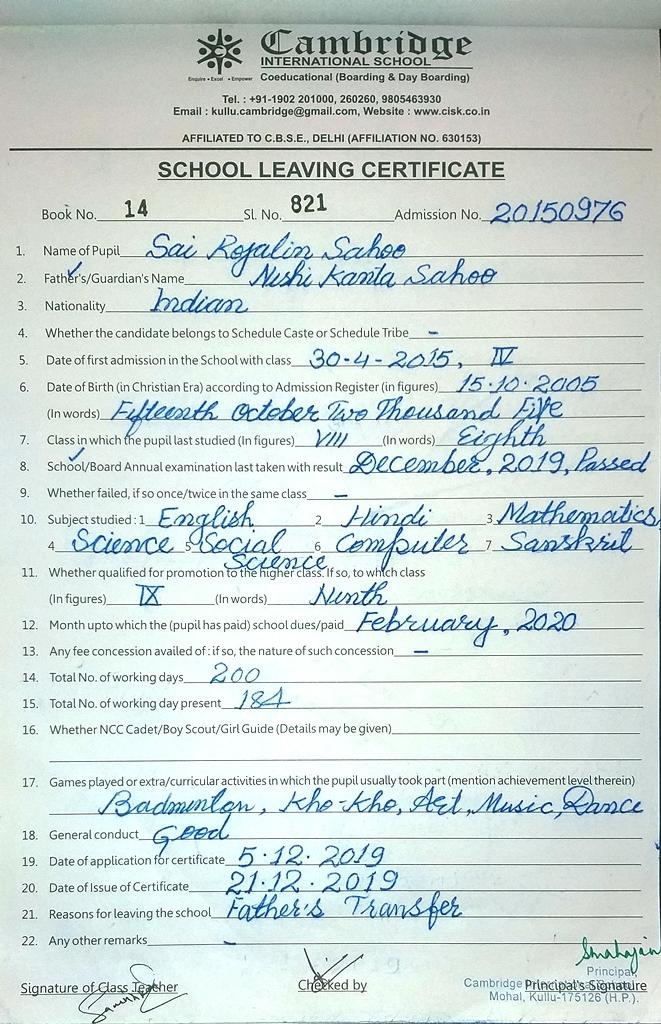 Cambridge
INTERNATIONAL SCHOOL
Enquire • Excel • Empower
Coeducational (Boarding & Day Boarding)
Tel. : +91-1902 201000, 260260, 9805463930
Email : kullu.cambridge@gmail.com, Website : www.cisk.co.in
AFFILIATED TO C.B.S.E., DELHI (AFFILIATION NO. 630153)
SCHOOL LEAVING CERTIFICATE
Book No. 14 Sl. No. 821 Admission No. 20150976
1. Name of Pupil Sai Rojalin Sahoo
2. Father's/Guardian's Name Nishi Kanta Sahoo
3. Nationality Indian
4. Whether the candidate belongs to Schedule Caste or Schedule Tribe -
5. Date of first admission in the School with class 30-4-2015, IV
6. Date of Birth (in Christian Era) according to Admission Register (in figures) 15.10.2005
(In words) Fifteenth October Two Thousand Five
7. Class in which the pupil last studied (In figures) VIII (In words) Eighth
8. School/Board Annual examination last taken with result December, 2019, Passed
9. Whether failed, if so once/twice in the same class -
10. Subject studied : 1 English 2 Hindi 3 Mathematics,
4 Science 5 Social Science 6 Computer 7 Sanskrit
11. Whether qualified for promotion to the higher class. If so, to which class
(In figures) IX (In words) Ninth
12. Month upto which the (pupil has paid) school dues/paid February, 2020
13. Any fee concession availed of : if so, the nature of such concession -
14. Total No. of working days 200
15. Total No. of working day present 184
16. Whether NCC Cadet/Boy Scout/Girl Guide (Details may be given)
17. Games played or extra/curricular activities in which the pupil usually took part (mention achievement level therein)
Badminton, Kho-Kho, Art, Music, Dance
18. General conduct Good
19. Date of application for certificate 5.12.2019
20. Date of Issue of Certificate 21.12.2019
21. Reasons for leaving the school Father's Transfer
22. Any other remarks -
Principal,
Signature of Class Teacher Checked by Cambridge Principal's Signature
Mohal, Kullu-175126 (H.P.).